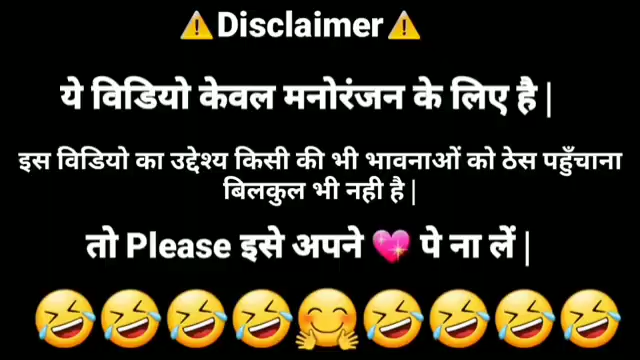 ⚠️Disclaimer⚠️
ये विडियो केवल मनोरंजन के लिए है |
इस विडियो का उद्देश्य किसी की भी भावनाओं को ठेस पहुँचाना
बिलकुल भी नही है |
तो Please इसे अपने 💖 पे ना लें |
🤣🤣🤣🤣🤗🤣🤣🤣🤣